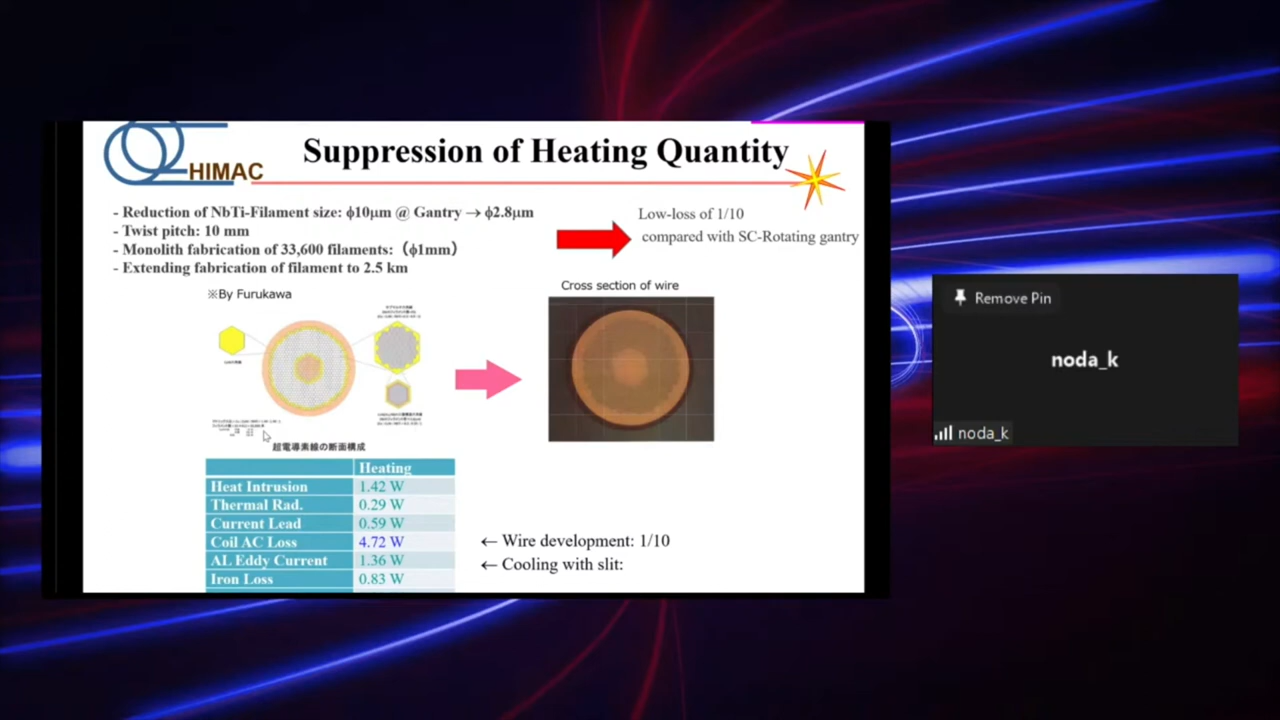 HIMAC
Suppression of Heating Quantity
- Reduction of NbTi-Filament size: ϕ10μm @ Gantry → ϕ2.8μm
- Twist pitch: 10 mm
- Monolith fabrication of 33,600 filaments:（ϕ1mm）
- Extending fabrication of filament to 2.5 km
Low-loss of 1/10
compared with SC-Rotating gantry
※By Furukawa
Cross section of wire
超電導素線の断面構成
Heating
Heat Intrusion 1.42 W
Thermal Rad. 0.29 W
Current Lead 0.59 W
Coil AC Loss 4.72 W
AL Eddy Current 1.36 W
Iron Loss 0.83 W
← Wire development: 1/10
← Cooling with slit:
Remove Pin
noda_k
noda_k